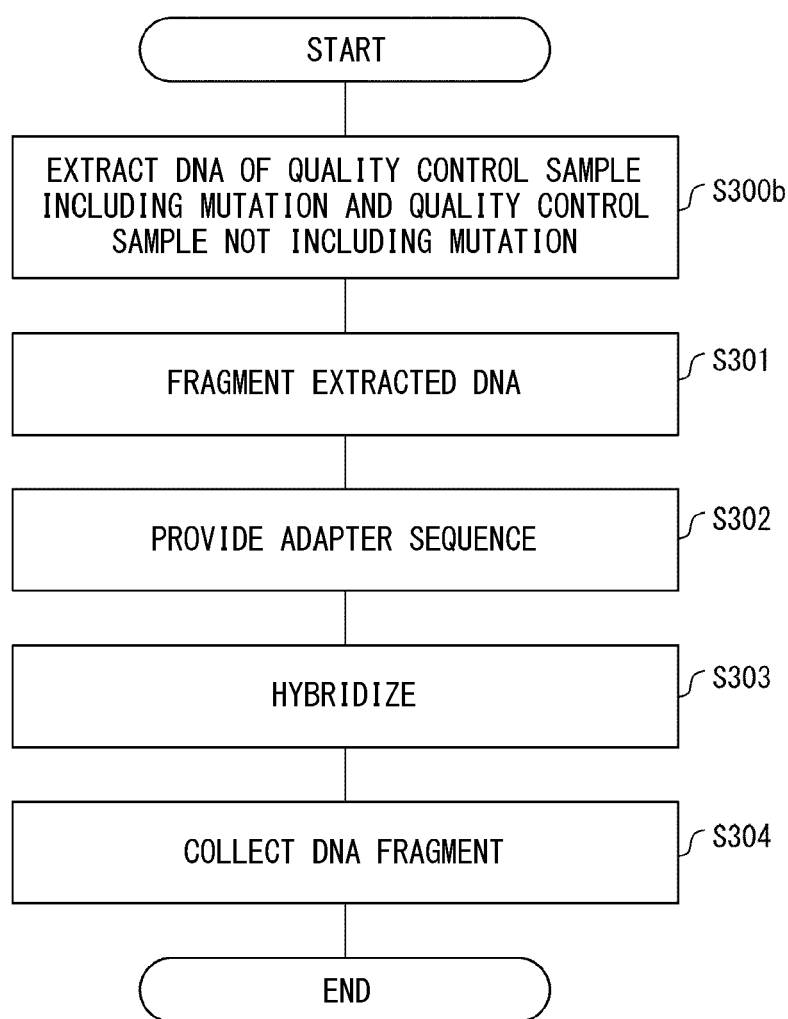 START
EXTRACT DNA OF QUALITY CONTROL SAMPLE
INCLUDING MUTATION AND QUALITY CONTROL
SAMPLE NOT INCLUDING MUTATION
S300b
FRAGMENT EXTRACTED DNA
S301
PROVIDE ADAPTER SEQUENCE
S302
HYBRIDIZE
S303
COLLECT DNA FRAGMENT
S304
END